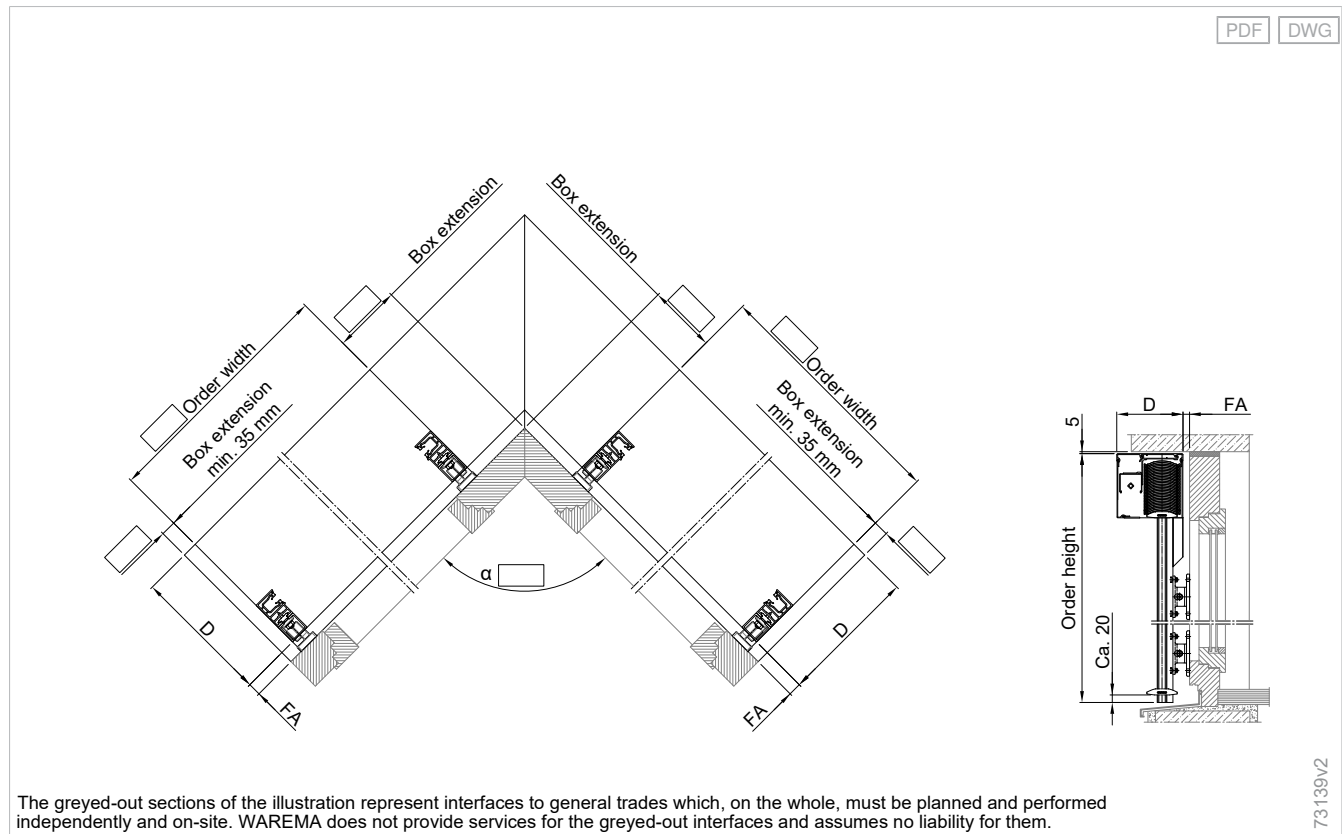 PDF DWG
Box extension
Box extension
Order width
Box extension
min. 35 mm
Order width
Box extension
min. 35 mm
α
D
FA
D
FA
D FA
5
Order height
Ca. 20
The greyed-out sections of the illustration represent interfaces to general trades which, on the whole, must be planned and performed
independently and on-site. WAREMA does not provide services for the greyed-out interfaces and assumes no liability for them.
73139v2